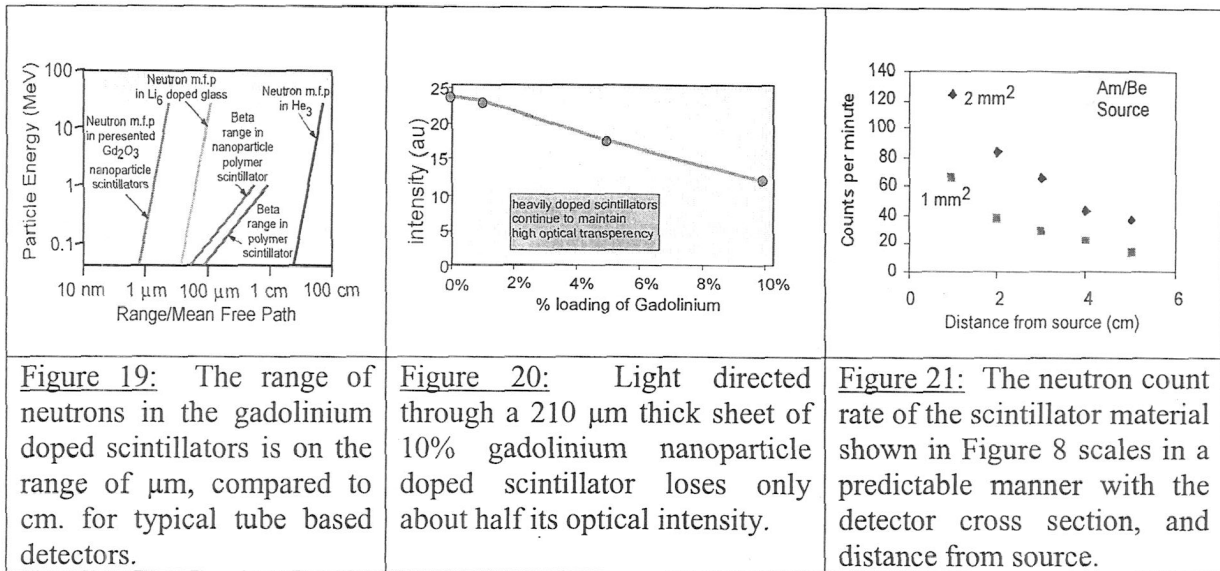 100
10
1
0.1
Particle Energy (MeV)
Neutron m.f.p
in Li6 doped glass
Neutron m.f.p
in peresented
Gd2O3
nanoparticle
scintillators
Neutron m.f.p
in He3
Beta
range in
nanoparticle
polymer
scintillator
Beta
range in
polymer
scintillator
10 nm 1 μm 100 μm 1 cm 100 cm
Range/Mean Free Path
25
20
15
10
5
0
intensity (au)
heavily doped scintillators
continue to maintain
high optical transperency
0% 2% 4% 6% 8% 10%
% loading of Gadolinium
140
120
100
80
60
40
20
0
Counts per minute
Am/Be
Source
2 mm²
1 mm²
0 2 4 6
Distance from source (cm)
Figure 19: The range of
neutrons in the gadolinium
doped scintillators is on the
range of μm, compared to
cm. for typical tube based
detectors.
Figure 20: Light directed
through a 210 μm thick sheet of
10% gadolinium nanoparticle
doped scintillator loses only
about half its optical intensity.
Figure 21: The neutron count
rate of the scintillator material
shown in Figure 8 scales in a
predictable manner with the
detector cross section, and
distance from source.